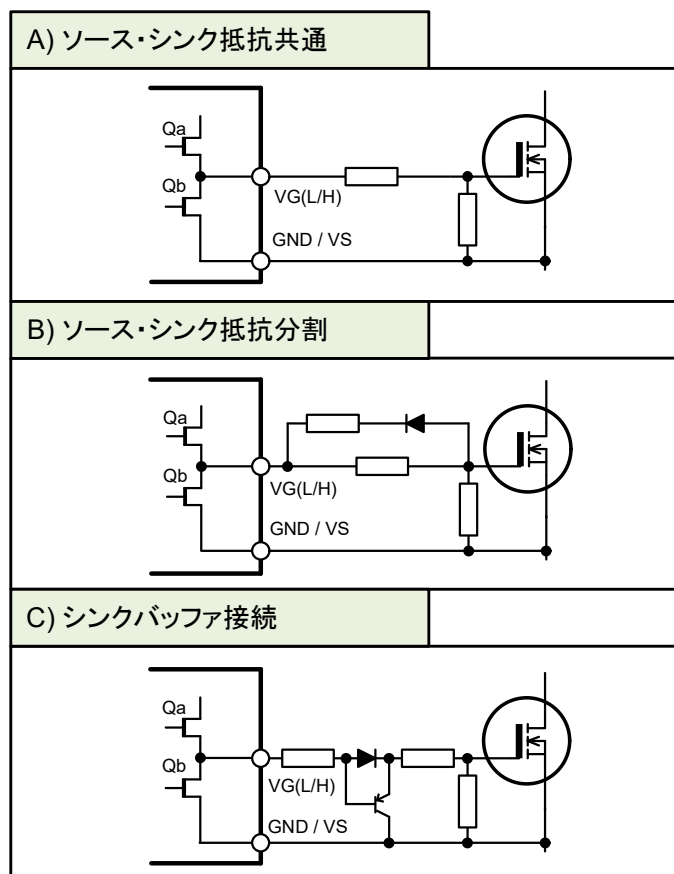 A) ソース・シンク抵抗共通
Qa
Qb
VG(L/H)
GND / VS
B) ソース・シンク抵抗分割
Qa
Qb
VG(L/H)
GND / VS
C) シンクバッファ接続
Qa
Qb
VG(L/H)
GND / VS